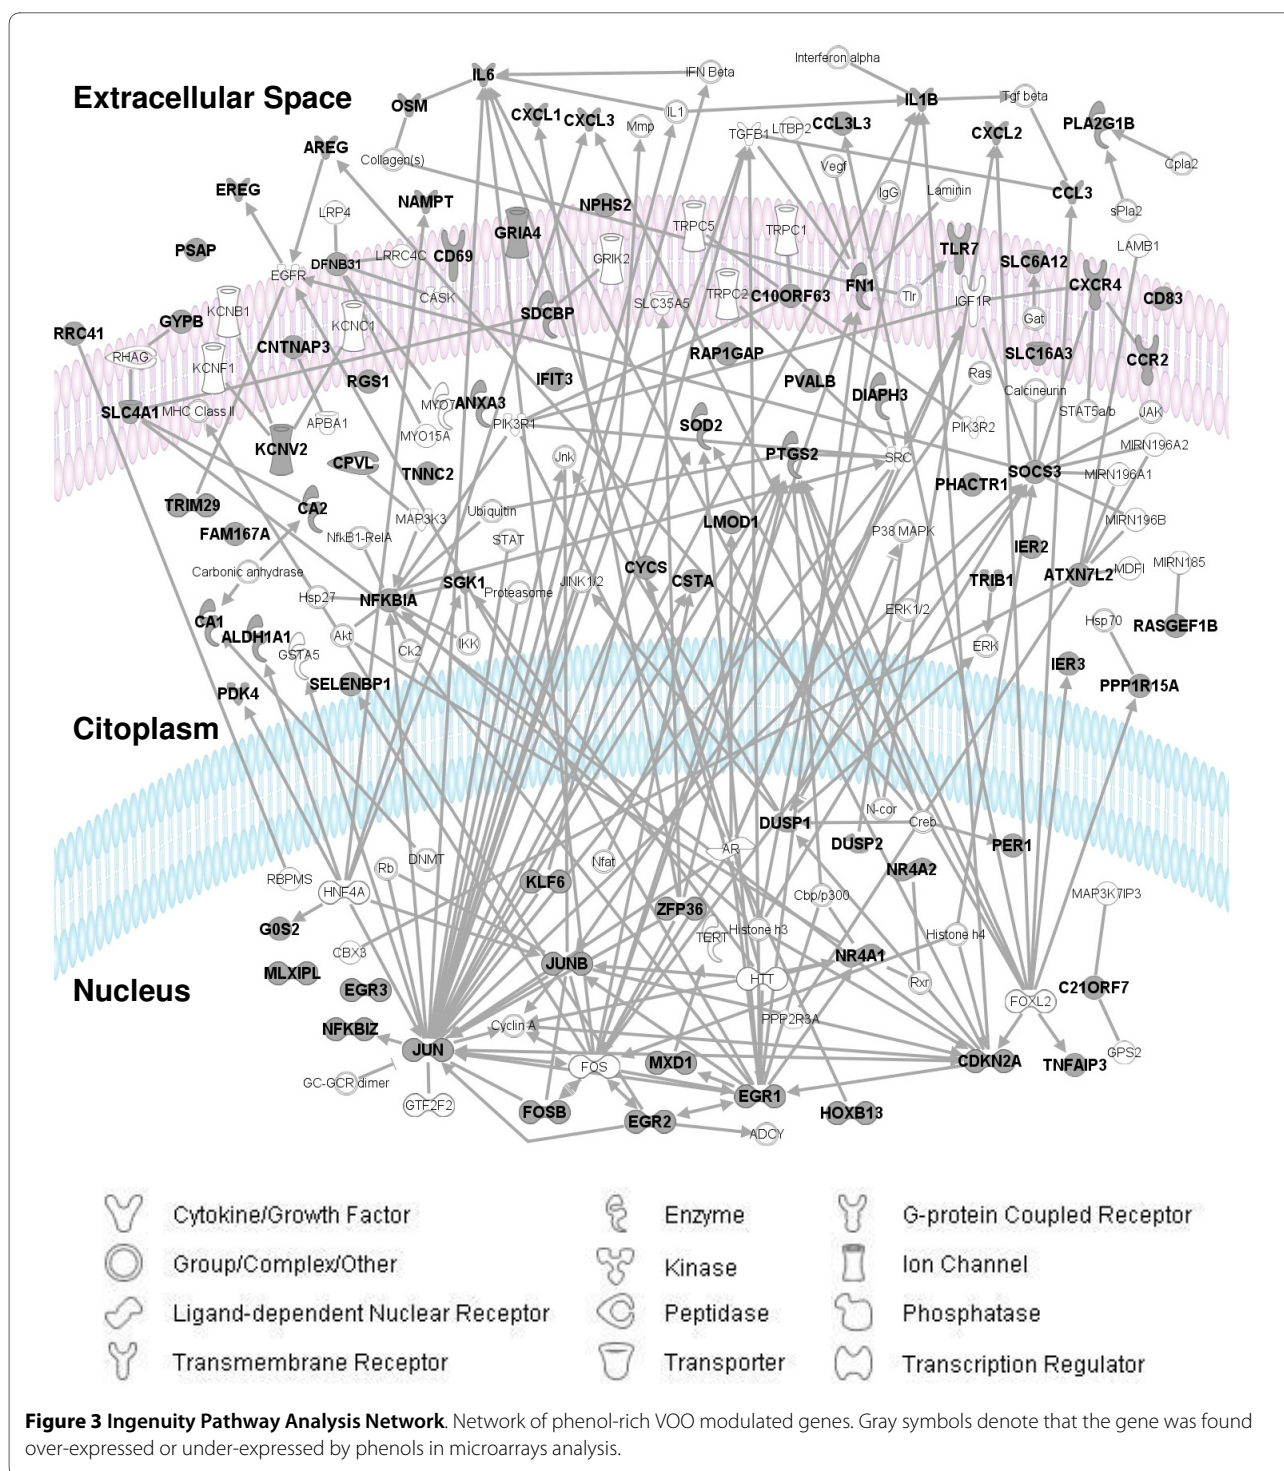 Interferon alpha
IL6
IFN Beta
Extracellular Space
OSM
CXCL1
CXCL3
IL1
IL1B
Tgf beta
Mmp
TGFB1
LTBP2
CCL3L3
CXCL2
PLA2G1B
AREG
Collagen(s)
Vegf
Cpla2
EREG
NAMPT
NPHS2
IgG
Laminin
CCL3
sPla2
LRP4
GRIA4
TRPC5
TRPC1
PSAP
DFNB31
LRRC4C
CD69
GRIK2
TLR7
SLC6A12
LAMB1
EGFR
CASK
SLC35A5
TRPC2
C10ORF63
FN1
Tlr
IGF1R
CXCR4
CD83
KCNB1
KCNC1
SDCBP
Gat
RRC41
GYPB
RHAG
CNTNAP3
RAP1GAP
SLC16A3
CCR2
KCNF1
RGS1
IFIT3
PVALB
DIAPH3
Ras
Calcineurin
SLC4A1
MHC Class II
APBA1
MYO7
ANXA3
PIK3R1
SOD2
PIK3R2
STAT5a/b
JAK
MYO15A
KCNV2
CPVL
TNNC2
Jnk
PTGS2
SRC
SOCS3
MIRN196A2
MIRN196A1
PHACTR1
TRIM29
CA2
MAP3K3
Ubiquitin
LMOD1
MIRN196B
FAM167A
NfkB1-RelA
STAT
P38 MAPK
IER2
Carbonic anhydrase
CYCS
CSTA
TRIB1
ATXN7L2
MDFI
MIRN185
Hsp27
NFKBIA
SGK1
Proteasome
JINK1/2
ERK1/2
CA1
ALDH1A1
GSTA5
Akt
Ck2
IKK
ERK
Hsp70
RASGEF1B
PDK4
SELENBP1
IER3
PPP1R15A
Citoplasm
N-cor
DUSP1
Creb
DUSP2
PER1
RBPMS
HNF4A
Rb
DNMT
Nfat
AR
KLF6
NR4A2
Cbp/p300
MAP3K7IP3
ZFP36
G0S2
CBX3
TERT
Histone h3
Histone h4
MLXIPL
JUNB
NR4A1
Nucleus
EGR3
HTT
Rxr
FOXL2
C21ORF7
NFKBIZ
Cyclin A
PPP2R3A
JUN
FOS
MXD1
CDKN2A
TNFAIP3
GPS2
GC-GCR dimer
GTF2F2
FOSB
EGR2
EGR1
HOXB13
ADCY
Cytokine/Growth Factor
Enzyme
G-protein Coupled Receptor
Group/Complex/Other
Kinase
Ion Channel
Ligand-dependent Nuclear Receptor
Peptidase
Phosphatase
Transmembrane Receptor
Transporter
Transcription Regulator
Figure 3 Ingenuity Pathway Analysis Network. Network of phenol-rich VOO modulated genes. Gray symbols denote that the gene was found
over-expressed or under-expressed by phenols in microarrays analysis.